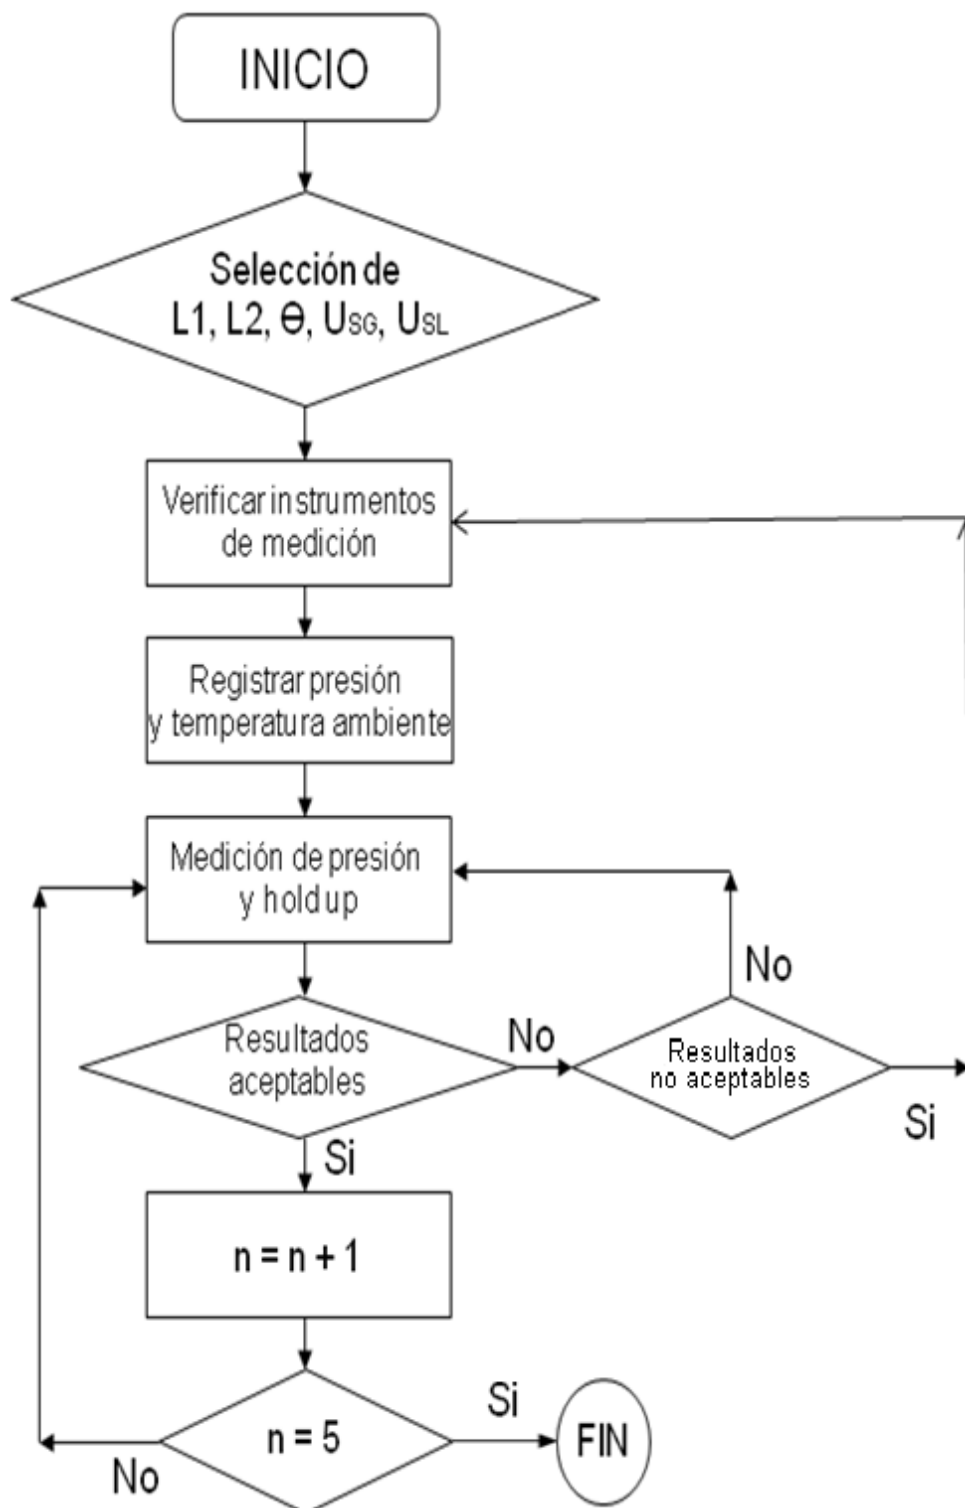 INICIO
Selección de
L1, L2, Ɵ, USG, USL
Verificar instrumentos
de medición
Registrar presión
y temperatura ambiente
Medición de presión
y hold up
No
Resultados
aceptables
No
Resultados
no aceptables
Si
Si
n = n + 1
n = 5
Si
FIN
No